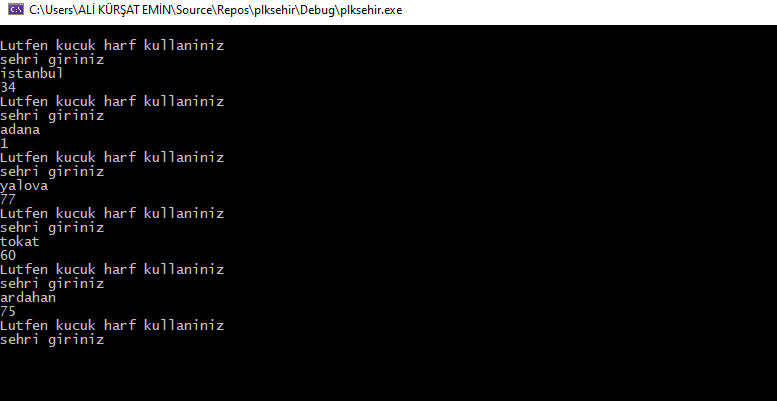 C:\Users\ALİ KÜRŞAT EMİN\Source\Repos\plksehir\Debug\plksehir.exe
Lutfen kucuk harf kullaniniz
sehri giriniz
istanbul
34
Lutfen kucuk harf kullaniniz
sehri giriniz
adana
1
Lutfen kucuk harf kullaniniz
sehri giriniz
yalova
77
Lutfen kucuk harf kullaniniz
sehri giriniz
tokat
60
Lutfen kucuk harf kullaniniz
sehri giriniz
ardahan
75
Lutfen kucuk harf kullaniniz
sehri giriniz